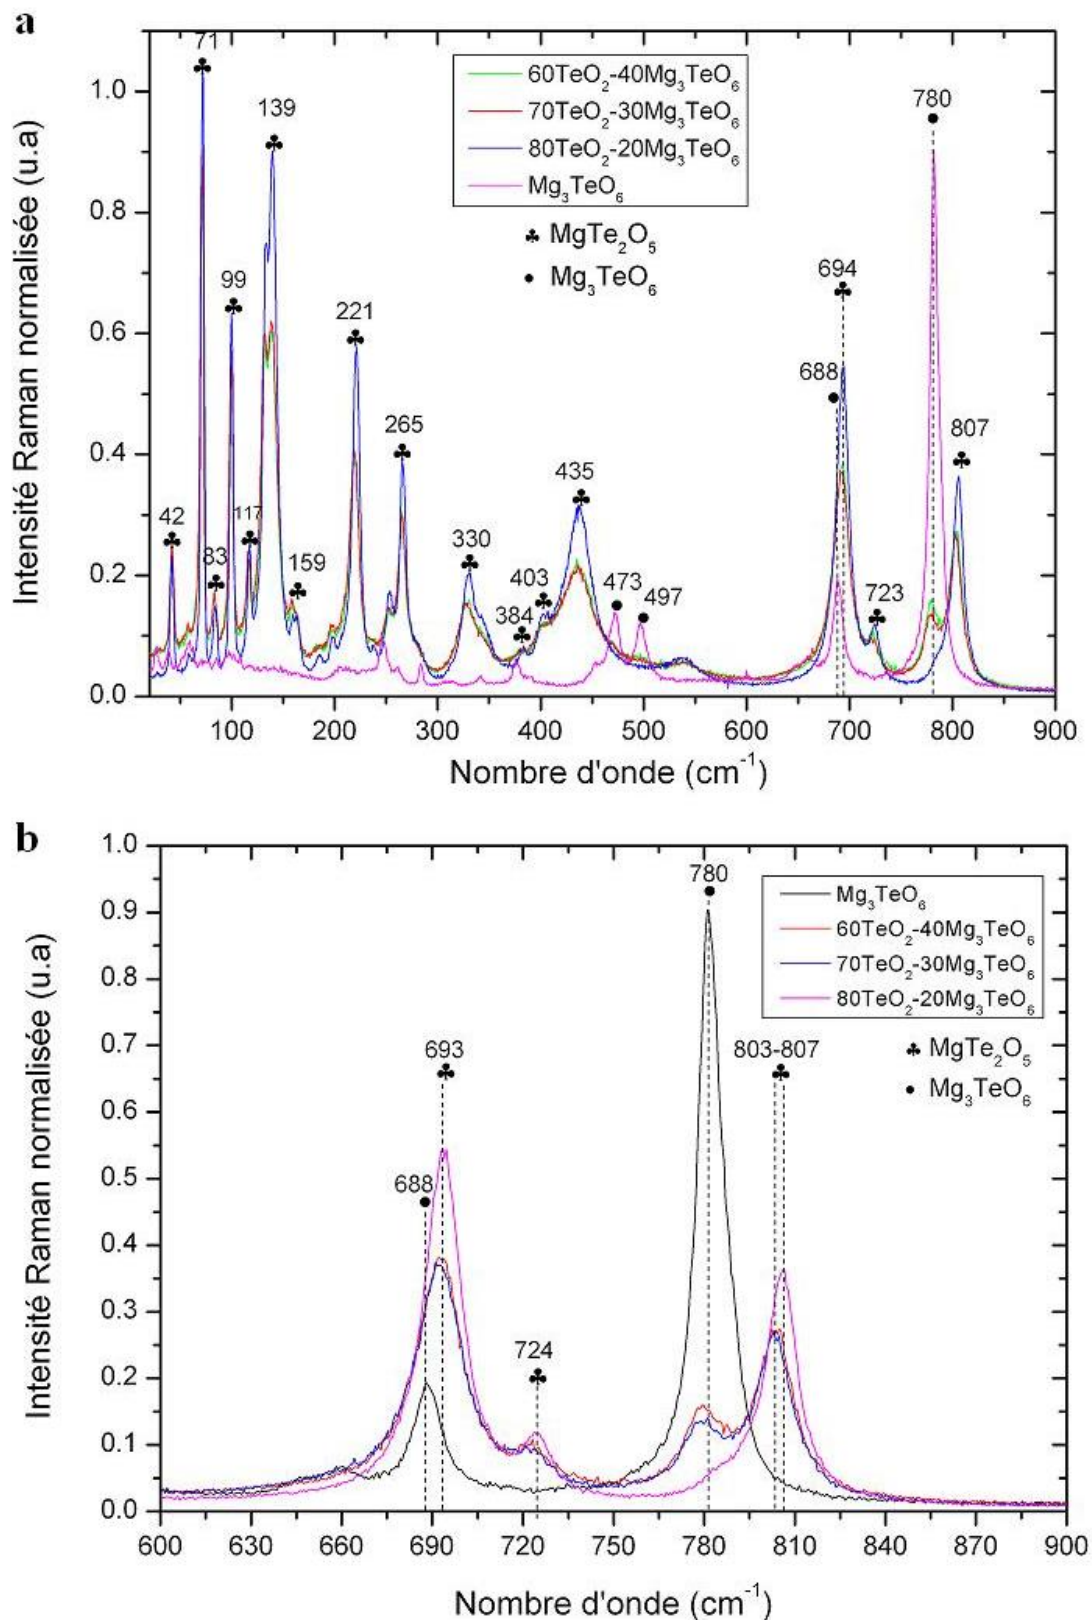 a
Intensité Raman normalisée (u.a)
1.0
0.8
0.6
0.4
0.2
0.0
71
139
99
221
265
42
83
117
159
330
435
384
403
473
497
688
694
723
780
807
60TeO₂-40Mg₃TeO₆
70TeO₂-30Mg₃TeO₆
80TeO₂-20Mg₃TeO₆
Mg₃TeO₆
♣ MgTe₂O₅
● Mg₃TeO₆
100 200 300 400 500 600 700 800 900
Nombre d'onde (cm⁻¹)
b
Intensité Raman normalisée (u.a)
1.0
0.9
0.8
0.7
0.6
0.5
0.4
0.3
0.2
0.1
0.0
688
693
724
780
803-807
Mg₃TeO₆
60TeO₂-40Mg₃TeO₆
70TeO₂-30Mg₃TeO₆
80TeO₂-20Mg₃TeO₆
♣ MgTe₂O₅
● Mg₃TeO₆
600 630 660 690 720 750 780 810 840 870 900
Nombre d'onde (cm⁻¹)